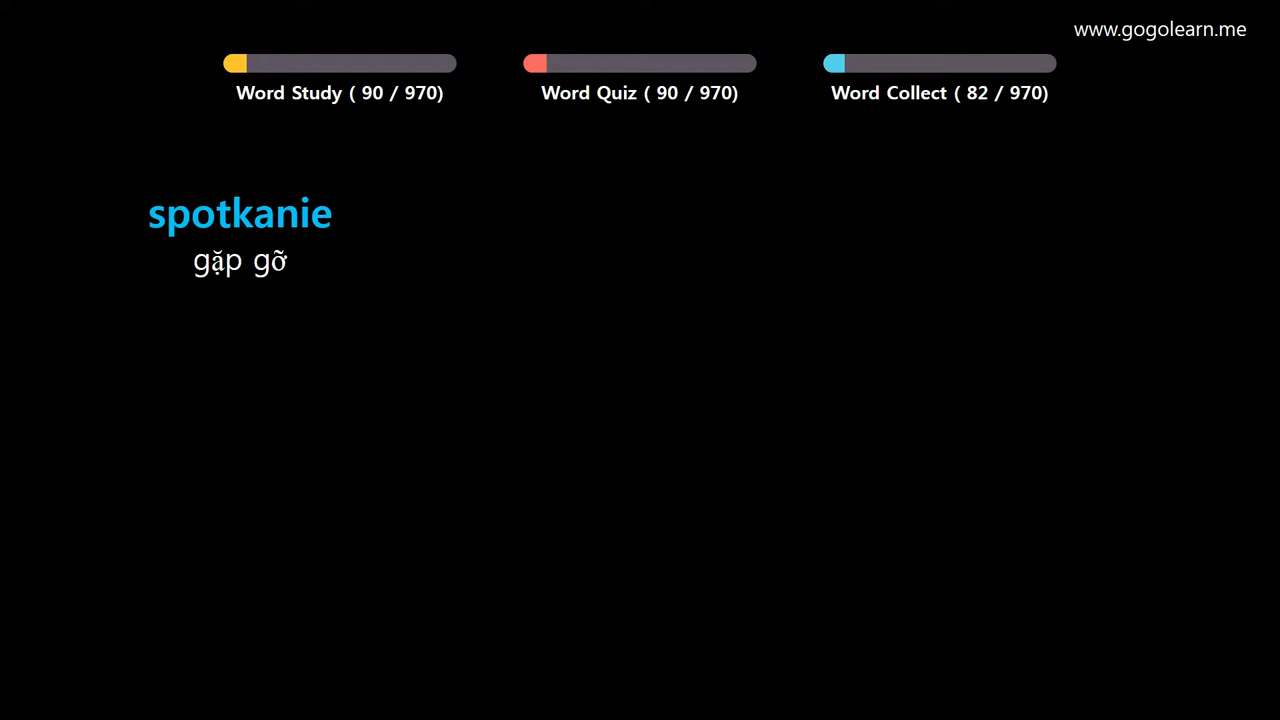 www.gogolearn.me
Word Study ( 90 / 970)
Word Quiz ( 90 / 970)
Word Collect ( 82 / 970)
spotkanie
gặp gỡ